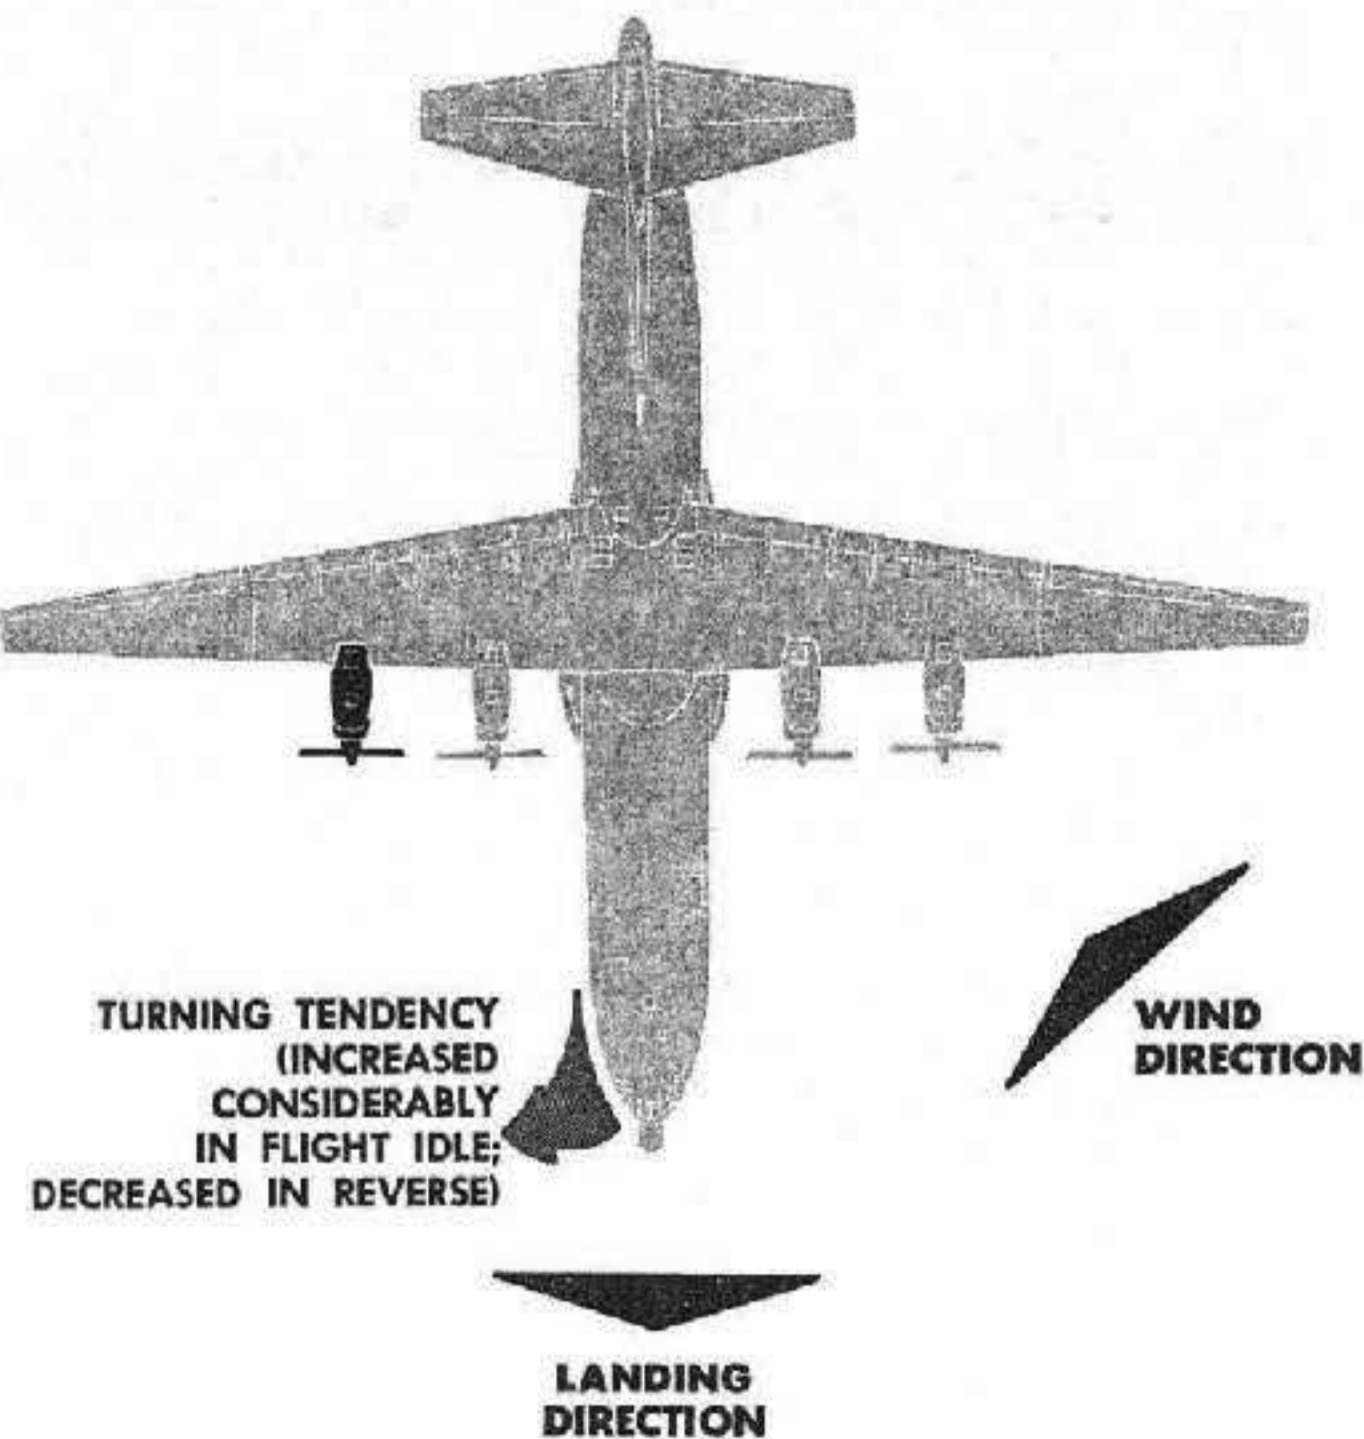 TURNING TENDENCY
(INCREASED
CONSIDERABLY
IN FLIGHT IDLE;
DECREASED IN REVERSE)
WIND
DIRECTION
LANDING
DIRECTION